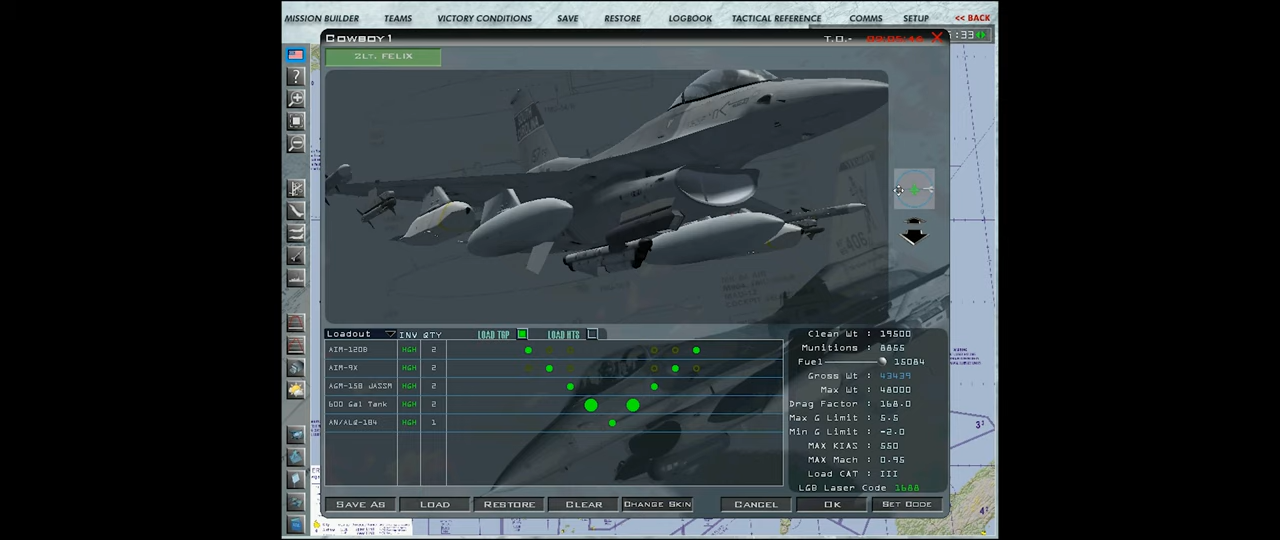 MISSION BUILDER TEAMS VICTORY CONDITIONS SAVE RESTORE LOGBOOK TACTICAL REFERENCE COMMS SETUP << BACK
Cowboy1 T.O.-
:33
2LT. FELIX
Loadout INV QTY LOAD TGP LOAD HTS
AIM-120B HGH 2
AIM-9X HGH 2
AGM-158 JASSM HGH 2
600 Gal Tank HGH 2
AN/ALQ-184 HGH 1
Clean Wt : 19500
Munitions : 8855
Fuel 15084
Gross Wt : 43439
Max Wt : 48000
Drag Factor : 168.0
Max G Limit : 5.5
Min G Limit : -2.0
MAX KIAS : 550
MAX Mach : 0.95
Load CAT : III
LGB Laser Code 1688
SAVE AS LOAD RESTORE CLEAR CHANGE SKIN CANCEL OK SET CODE